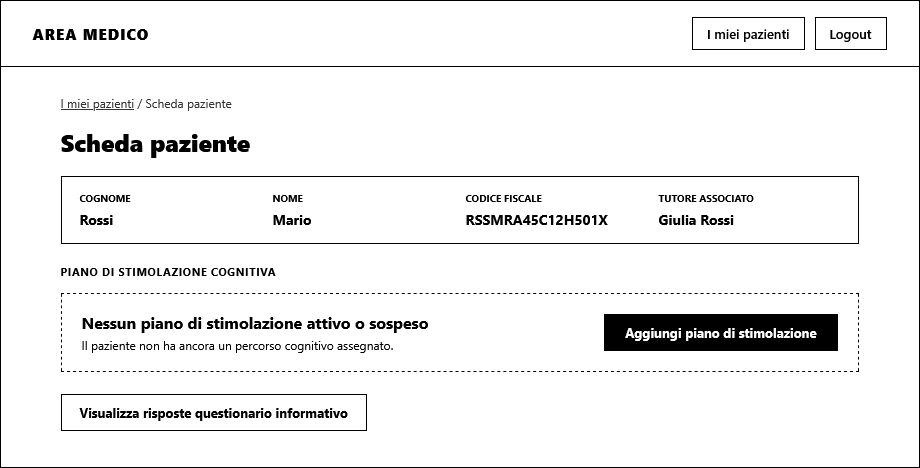 AREA MEDICO
I miei pazienti
Logout
I miei pazienti / Scheda paziente
Scheda paziente
COGNOME
Rossi
NOME
Mario
CODICE FISCALE
RSSMRA45C12H501X
TUTORE ASSOCIATO
Giulia Rossi
PIANO DI STIMOLAZIONE COGNITIVA
Nessun piano di stimolazione attivo o sospeso
Il paziente non ha ancora un percorso cognitivo assegnato.
Aggiungi piano di stimolazione
Visualizza risposte questionario informativo